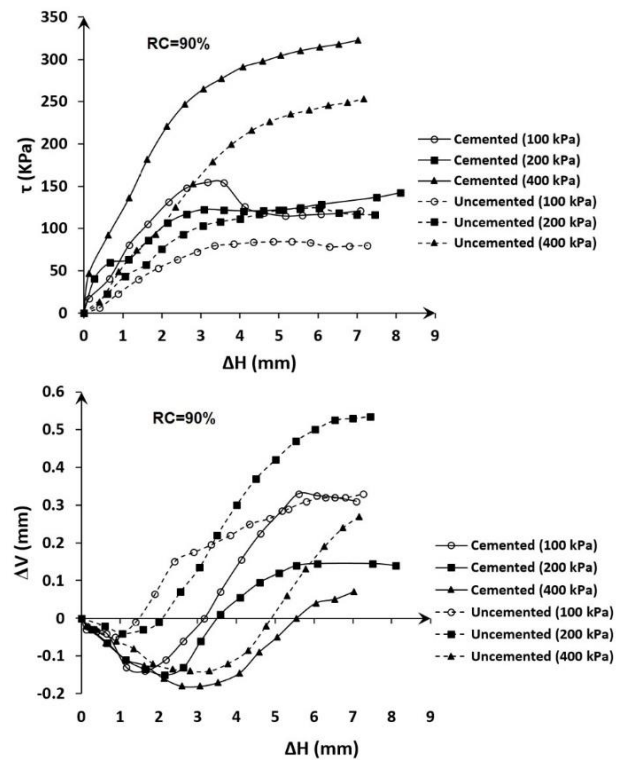 350
RC=90%
300
250
200
150
100
50
0
τ (KPa)
Cemented (100 kPa)
Cemented (200 kPa)
Cemented (400 kPa)
Uncemented (100 kPa)
Uncemented (200 kPa)
Uncemented (400 kPa)
0 1 2 3 4 5 6 7 8 9
ΔH (mm)
0.6
RC=90%
0.5
0.4
0.3
0.2
0.1
0
-0.1
-0.2
ΔV (mm)
Cemented (100 kPa)
Cemented (200 kPa)
Cemented (400 kPa)
Uncemented (100 kPa)
Uncemented (200 kPa)
Uncemented (400 kPa)
0 1 2 3 4 5 6 7 8 9
ΔH (mm)